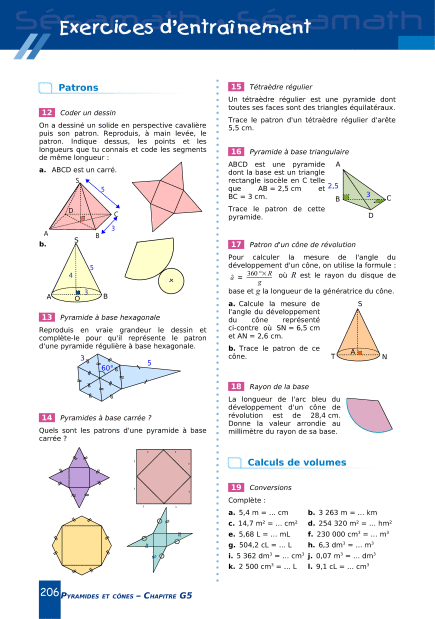 Sésamath Sésamath
Exercices d'entraînement
Patrons
12 Coder un dessin
On a dessiné un solide en perspective cavalière
puis son patron. Reproduis, à main levée, le
patron. Indique dessus, les points et les
longueurs que tu connais et code les segments
de même longueur :
a. ABCD est un carré.
S
5
D
C
A
B
3
b.
S
5
4
3
A
O
B
13 Pyramide à base hexagonale
Reproduis en vraie grandeur le dessin et
complète-le pour qu'il représente le patron
d'une pyramide régulière à base hexagonale.
3
60°
5
14 Pyramides à base carrée ?
Quels sont les patrons d'une pyramide à base
carrée ?
15 Tétraèdre régulier
Un tétraèdre régulier est une pyramide dont
toutes ses faces sont des triangles équilatéraux.
Trace le patron d'un tétraèdre régulier d'arête
5,5 cm.
16 Pyramide à base triangulaire
ABCD est une pyramide
dont la base est un triangle
rectangle isocèle en C telle
que AB = 2,5 cm et
BC = 3 cm.
Trace le patron de cette
pyramide.
A
2,5
3
B
C
D
17 Patron d'un cône de révolution
Pour calculer la mesure de l'angle du
développement d'un cône, on utilise la formule :
â = 360°×R / g où R est le rayon du disque de
base et g la longueur de la génératrice du cône.
a. Calcule la mesure de
l'angle du développement
du cône représenté
ci-contre où SN = 6,5 cm
et AN = 2,6 cm.
b. Trace le patron de ce
cône.
S
T
A
N
18 Rayon de la base
La longueur de l'arc bleu du
développement d'un cône de
révolution est de 28,4 cm.
Donne la valeur arrondie au
millimètre du rayon de sa base.
Calculs de volumes
19 Conversions
Complète :
a. 5,4 m = ... cm b. 3 263 m = ... km
c. 14,7 m² = ... cm² d. 254 320 m² = ... hm²
e. 5,68 L = ... mL f. 230 000 cm³ = ... m³
g. 504,2 cL = ... L h. 6,3 dm³ = ... m³
i. 5 362 dm³ = ... cm³ j. 0,07 m³ = ... dm³
k. 2 500 cm³ = ... L l. 9,1 cL = ... cm³
206 Pyramides et cônes – Chapitre G5